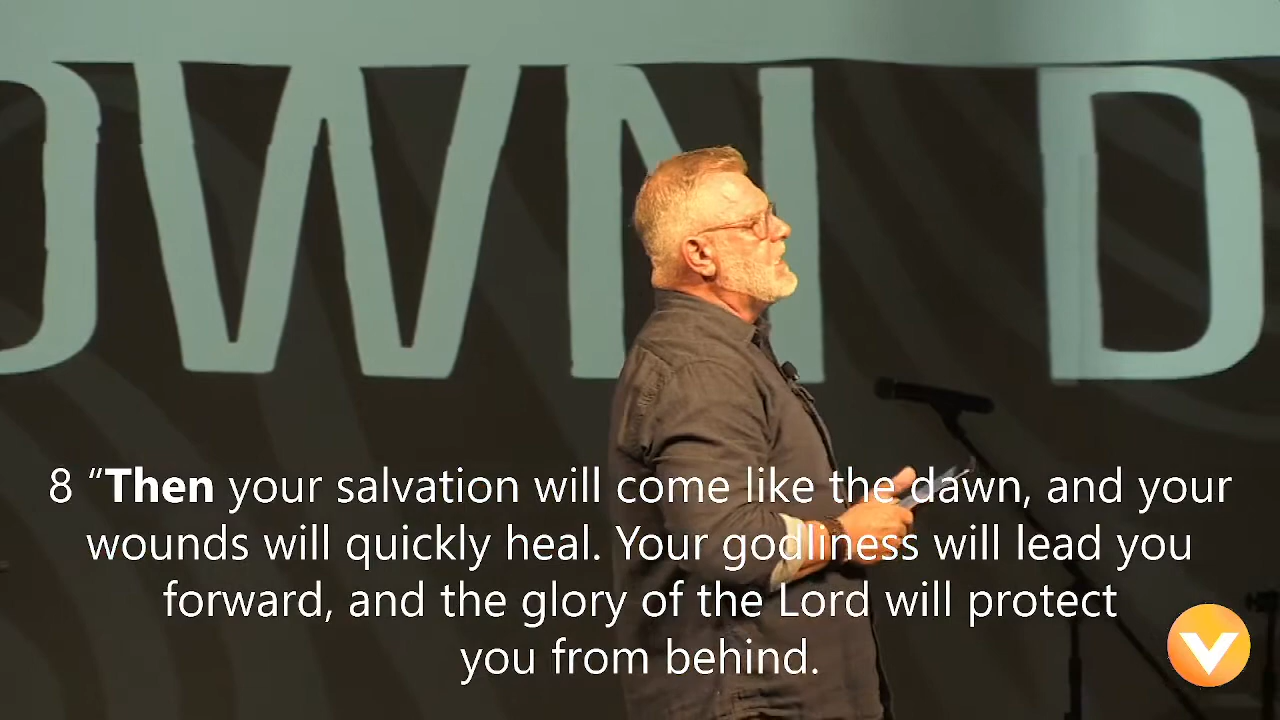 OWN D
8 “Then your salvation will come like the dawn, and your
wounds will quickly heal. Your godliness will lead you
forward, and the glory of the Lord will protect
you from behind.
V